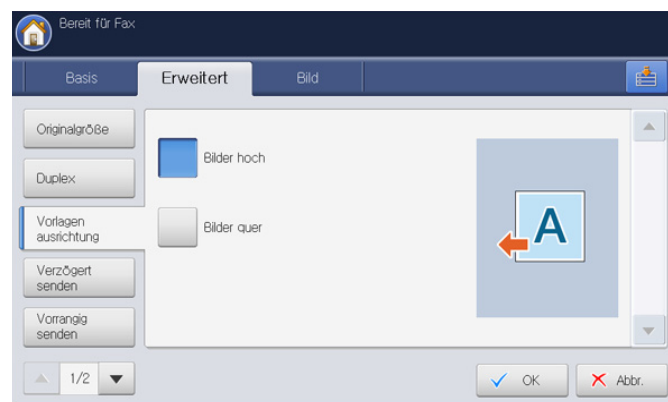 Bereit für Fax
Basis
Erweitert
Bild
Originalgröße
Duplex
Vorlagen
ausrichtung
Verzögert
senden
Vorrangig
senden
Bilder hoch
Bilder quer
A
1/2
OK
Abbr.